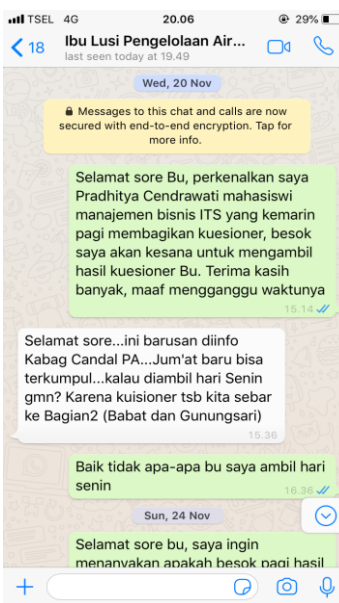 TSEL 4G 20.06 29%
18 Ibu Lusi Pengelolaan Air...
last seen today at 19.49
Wed, 20 Nov
Messages to this chat and calls are now
secured with end-to-end encryption. Tap for
more info.
Selamat sore Bu, perkenalkan saya
Pradhitya Cendrawati mahasiswi
manajemen bisnis ITS yang kemarin
pagi membagikan kuesioner, besok
saya akan kesana untuk mengambil
hasil kuesioner Bu. Terima kasih
banyak, maaf mengganggu waktunya
15.14
Selamat sore...ini barusan diinfo
Kabag Candal PA...Jum'at baru bisa
terkumpul...kalau diambil hari Senin
gmn? Karena kuisioner tsb kita sebar
ke Bagian2 (Babat dan Gunungsari)
15.36
Baik tidak apa-apa bu saya ambil hari
senin
16.36
Sun, 24 Nov
Selamat sore bu, saya ingin
menanyakan apakah besok pagi hasil